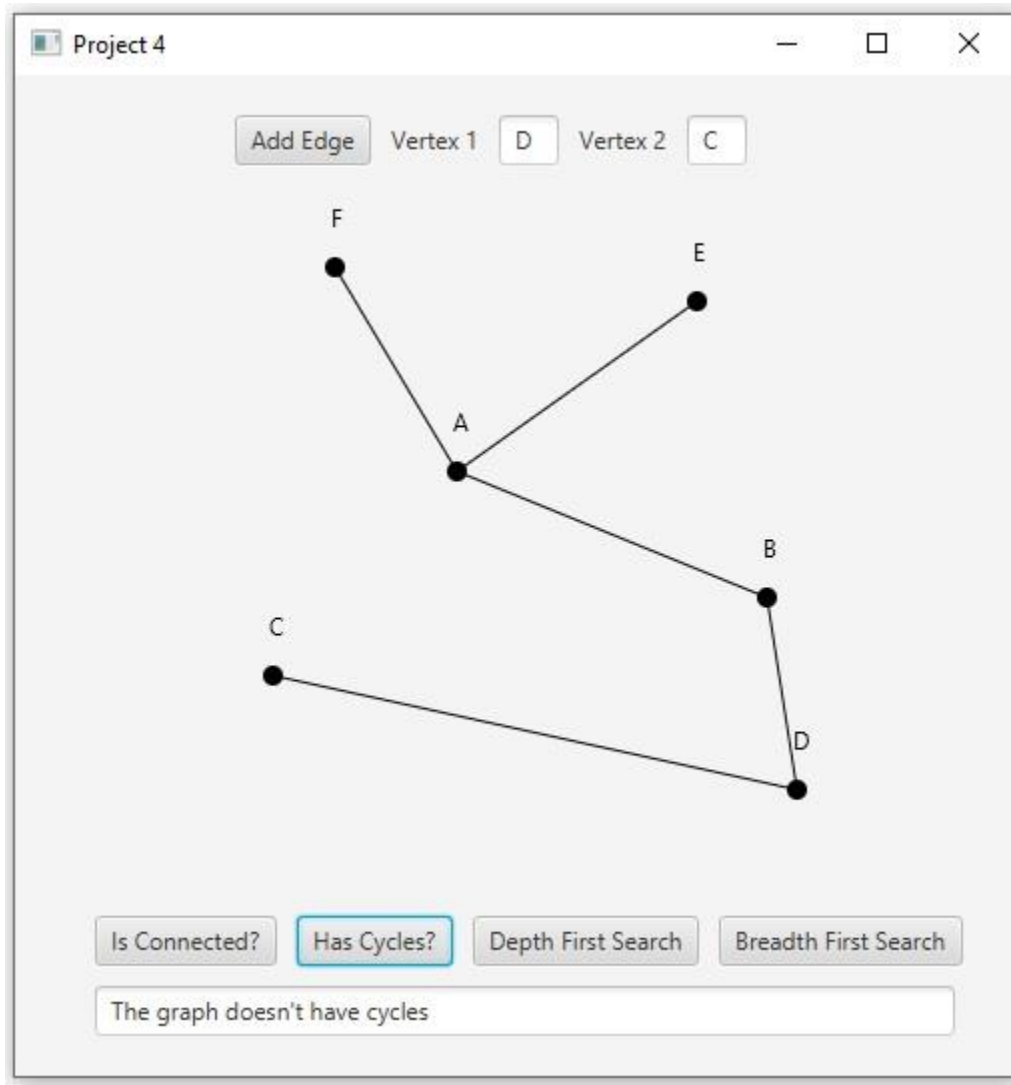 Project 4
Add Edge Vertex 1 D Vertex 2 C
F
E
A
B
C
D
Is Connected? Has Cycles? Depth First Search Breadth First Search
The graph doesn't have cycles